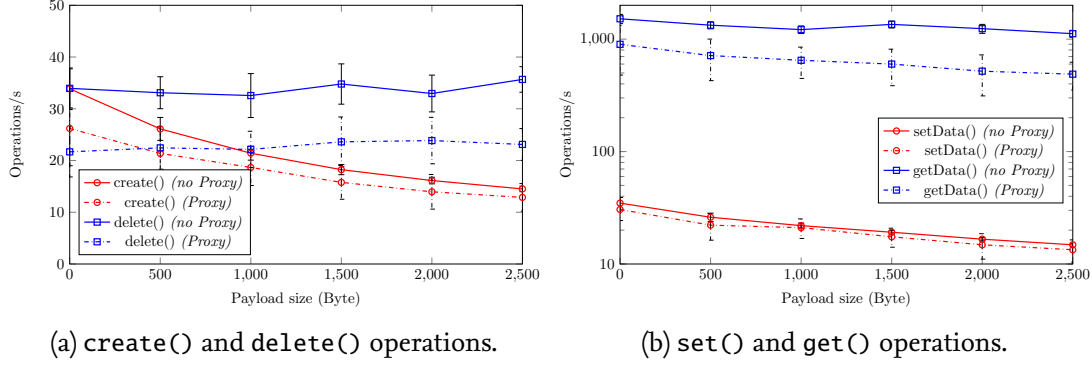 50
40
30
20
10
0
Operations/s
create() (no Proxy)
create() (Proxy)
delete() (no Proxy)
delete() (Proxy)
0 500 1,000 1,500 2,000 2,500
Payload size (Byte)
(a) create() and delete() operations.
1,000
100
10
Operations/s
setData() (no Proxy)
setData() (Proxy)
getData() (no Proxy)
getData() (Proxy)
0 500 1,000 1,500 2,000 2,500
Payload size (Byte)
(b) set() and get() operations.